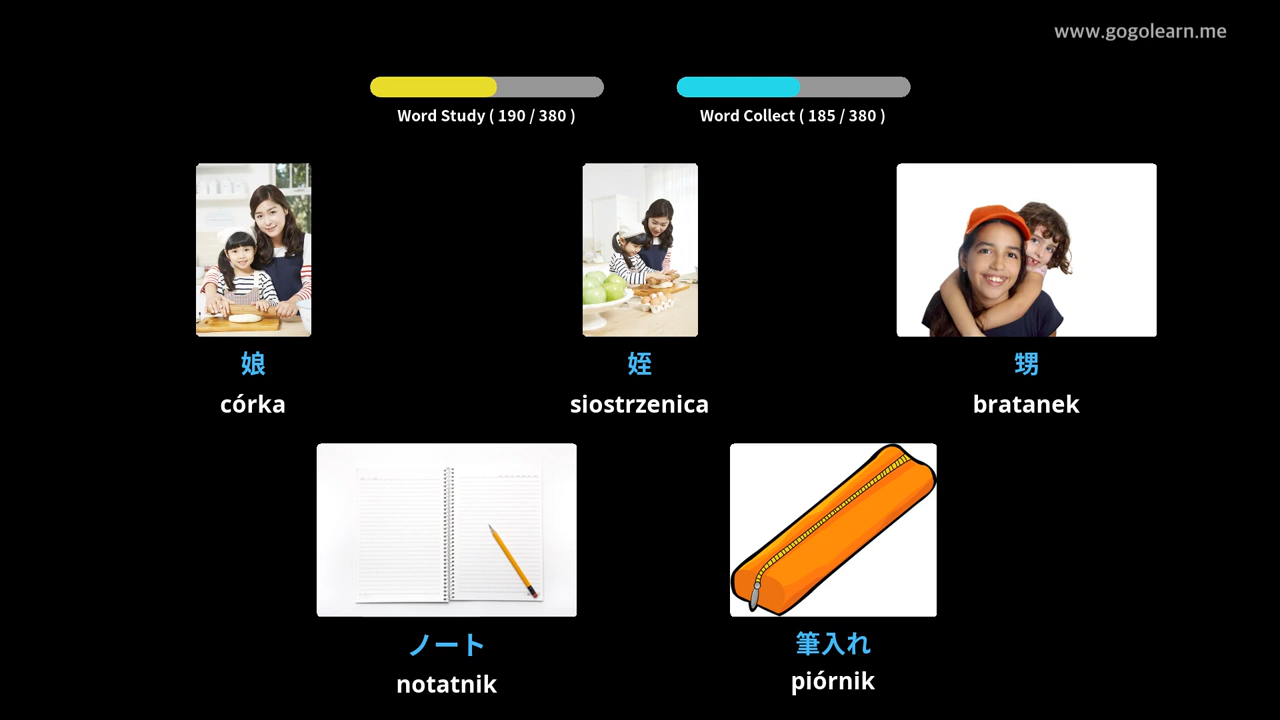 www.gogolearn.me
Word Study ( 190 / 380 )
Word Collect ( 185 / 380 )
娘
姪
甥
córka
siostrzenica
bratanek
ノート
筆入れ
notatnik
piórnik